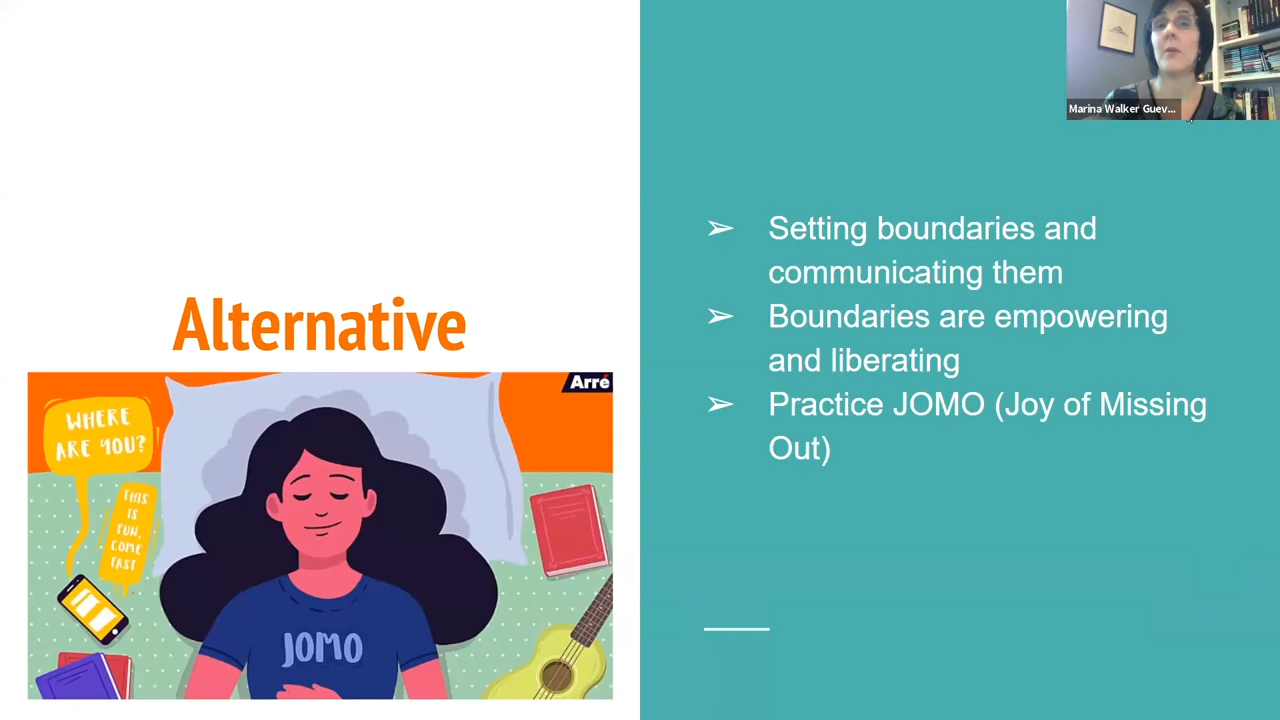 Alternative
Arré
WHERE
ARE YOU?
THIS
IS
FUN,
COME
FAST
JOMO
Marina Walker Guev...
➢ Setting boundaries and
communicating them
➢ Boundaries are empowering
and liberating
➢ Practice JOMO (Joy of Missing
Out)